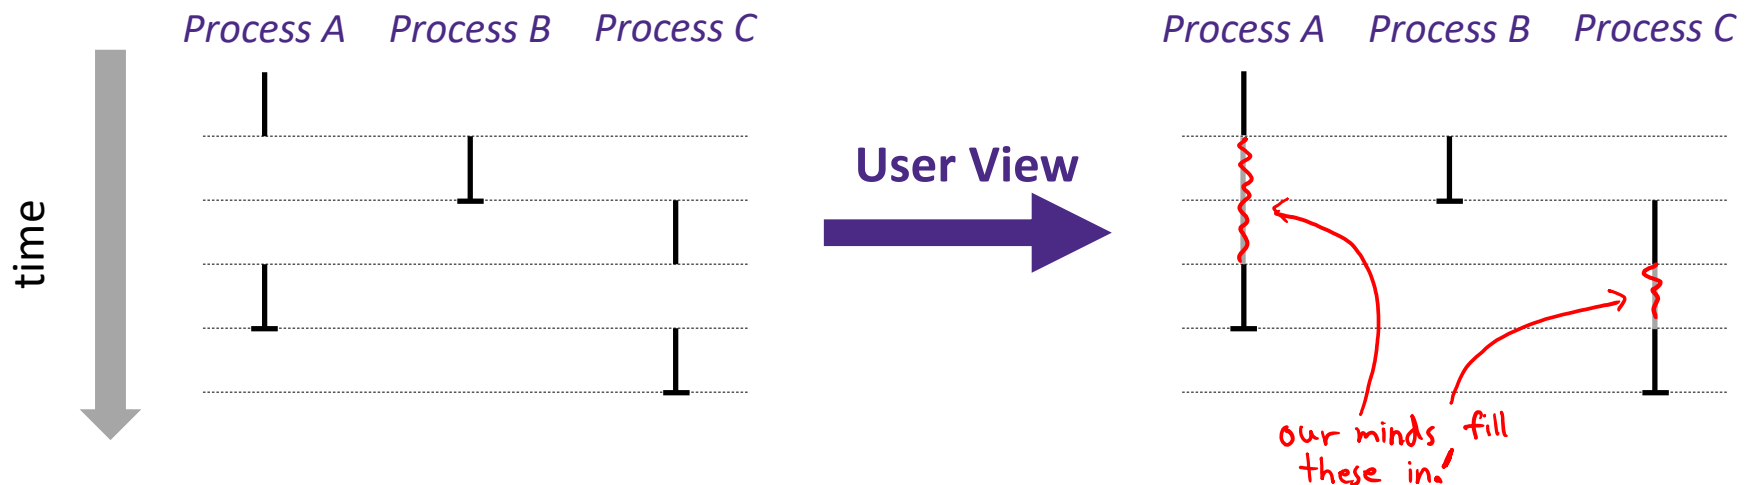 Process A Process B Process C
time
User View
Process A Process B Process C
our minds fill
these in!